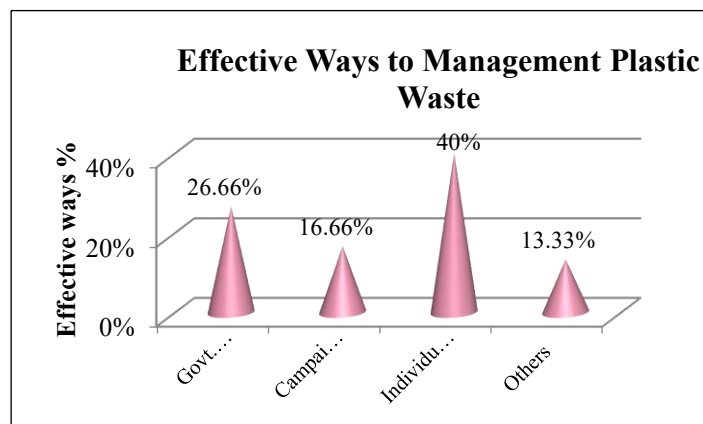 Effective Ways to Management Plastic
Waste
Effective ways %
40%
20%
0%
26.66%
16.66%
40%
13.33%
Govt.…
Campai…
Individu…
Others